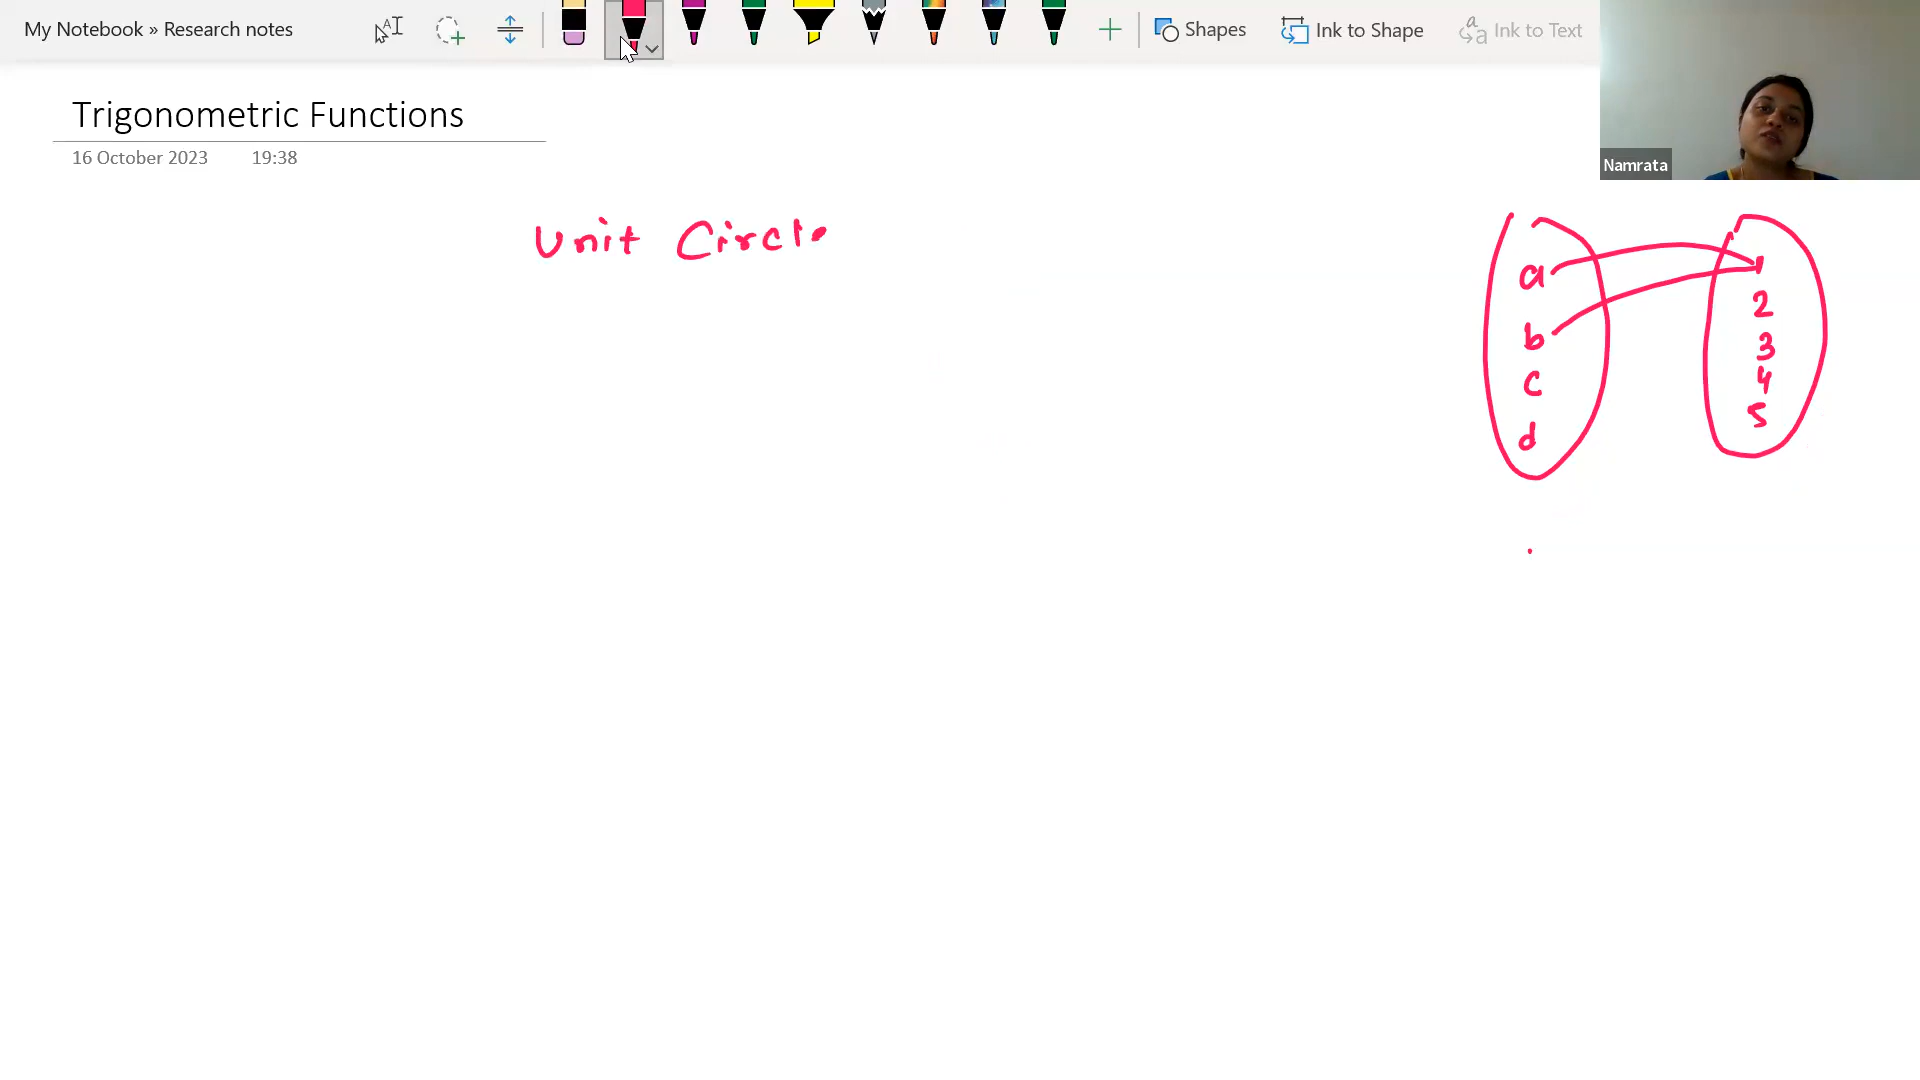 My Notebook » Research notes
Shapes
Ink to Shape
Ink to Text
Trigonometric Functions
16 October 2023 19:38
Namrata
Unit Circle
a
b
c
d
1
2
3
4
5